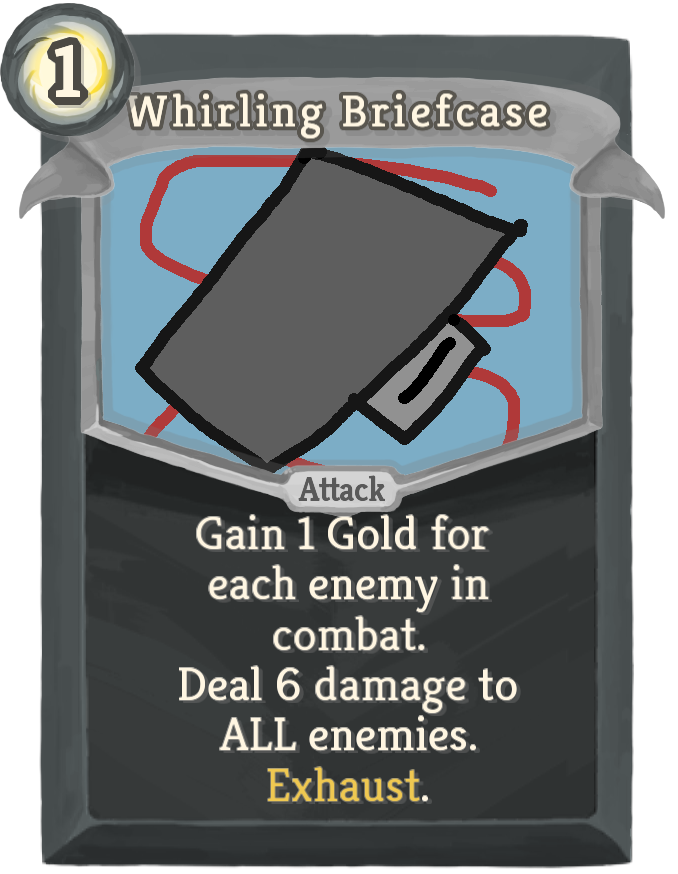 1
Whirling Briefcase
Attack
Gain 1 Gold for
each enemy in
combat.
Deal 6 damage to
ALL enemies.
Exhaust.